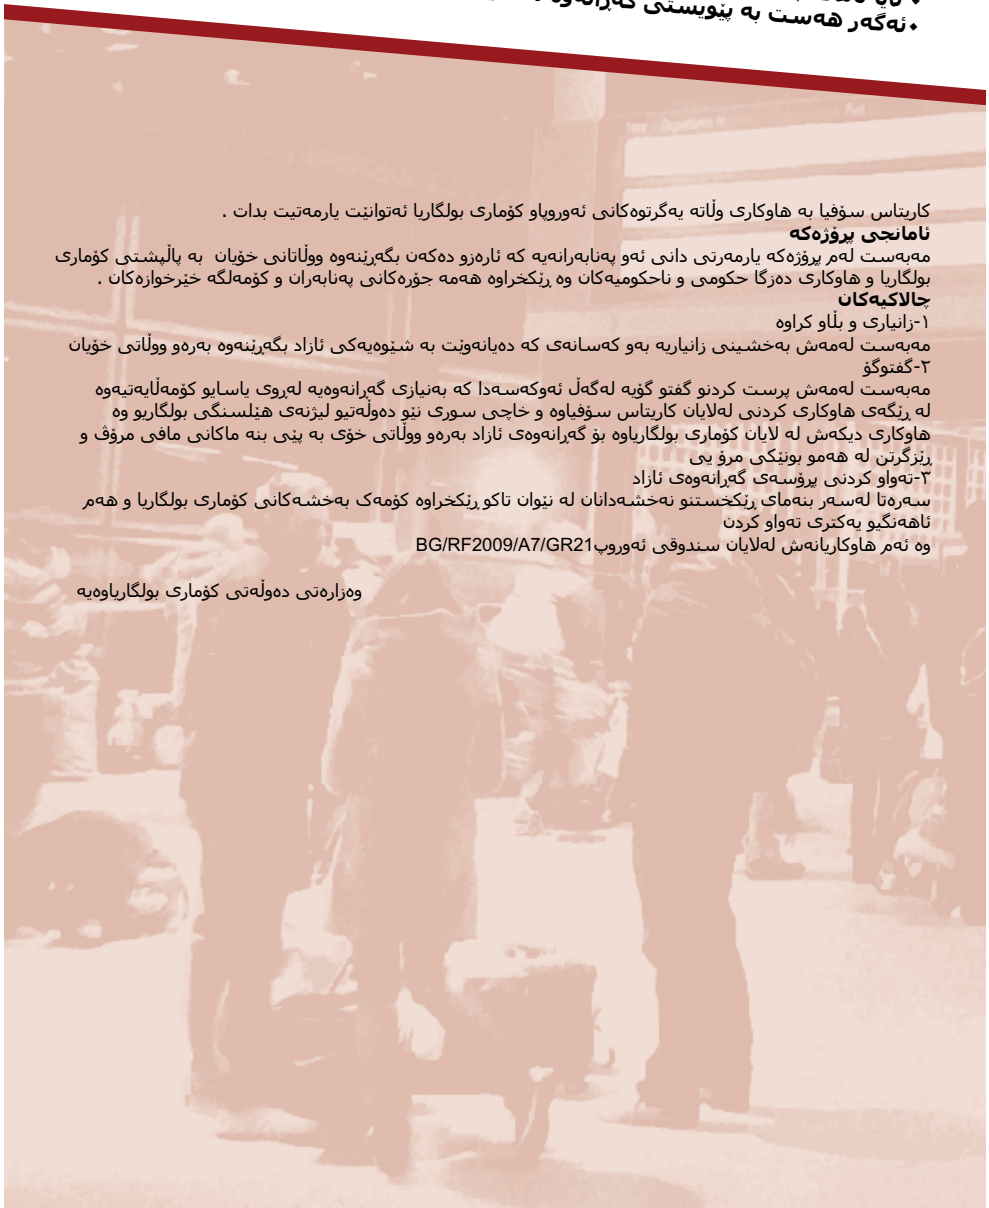 ئەگەر هەست بە پێویستی گەڕانەوە
کاریتاس سۆفیا بە هاوکاری وڵاتە یەگرتوەکانی ئەوروپاو کۆماری بولگاریا ئەتوانێت یارمەتیت بدات .
ئامانجی پڕۆژەکە
مەبەست لەم پڕۆژەکە یارمەرتی دانی ئەو پەنابەرانەیە کە ئارەزو دەکەن بگەڕێنەوە ووڵاتانی خۆیان بە پاڵپشتی کۆماری
بولگاریا و هاوکاری دەزگا حکومی و ناحکومیەکان وە ڕێکخراوە هەمە جۆرەکانی پەنابەران و کۆمەلگە خێرخوازەکان .
چالاکیەکان
١-زانیاری و بڵاو کراوە
مەبەست لەمەش بەخشینی زانیاریە بەو کەسانەی کە دەیانەوێت بە شێوەیەکی ئازاد بگەڕێنەوە بەرەو ووڵاتی خۆیان
٢-گفتوگۆ
مەبەست لەمەش پرست کردنو گفتو گۆیە لەگەڵ ئەوکەسەدا کە بەنیازی گەڕانەوەیە لەڕوی یاسایو کۆمەڵایەتیەوە
لە ڕێگەی هاوکاری کردنی لەلایان کاریتاس سۆفیاوە و خاچی سوری نێو دەوڵەتیو لیژنەی هێلسنگی بولگاریو وە
هاوکاری دیکەش لە لایان کۆماری بولگاریاوە بۆ گەڕانەوەی ئازاد بەرەو ووڵاتی خۆی بە پێی بنە ماکانی مافی مرۆڤ و
ڕێزگرتن لە هەمو بونێکی مرۆ یی
٣-تەواو کردنی پڕۆسەی گەڕانەوەی ئازاد
سەرەتا لەسەر بنەمای ڕێکخستنو نەخشەدانان لە نێوان تاکو ڕێکخراوە کۆمەک بەخشەکانی کۆماری بولگاریا و هەم
ئاهەنگیو یەکتری تەواو کردن
وە ئەم هاوکاریانەش لەلایان سندوقی ئەوروپBG/RF2009/A7/GR21
وەزارەتی دەوڵەتی کۆماری بولگاریاوەیە